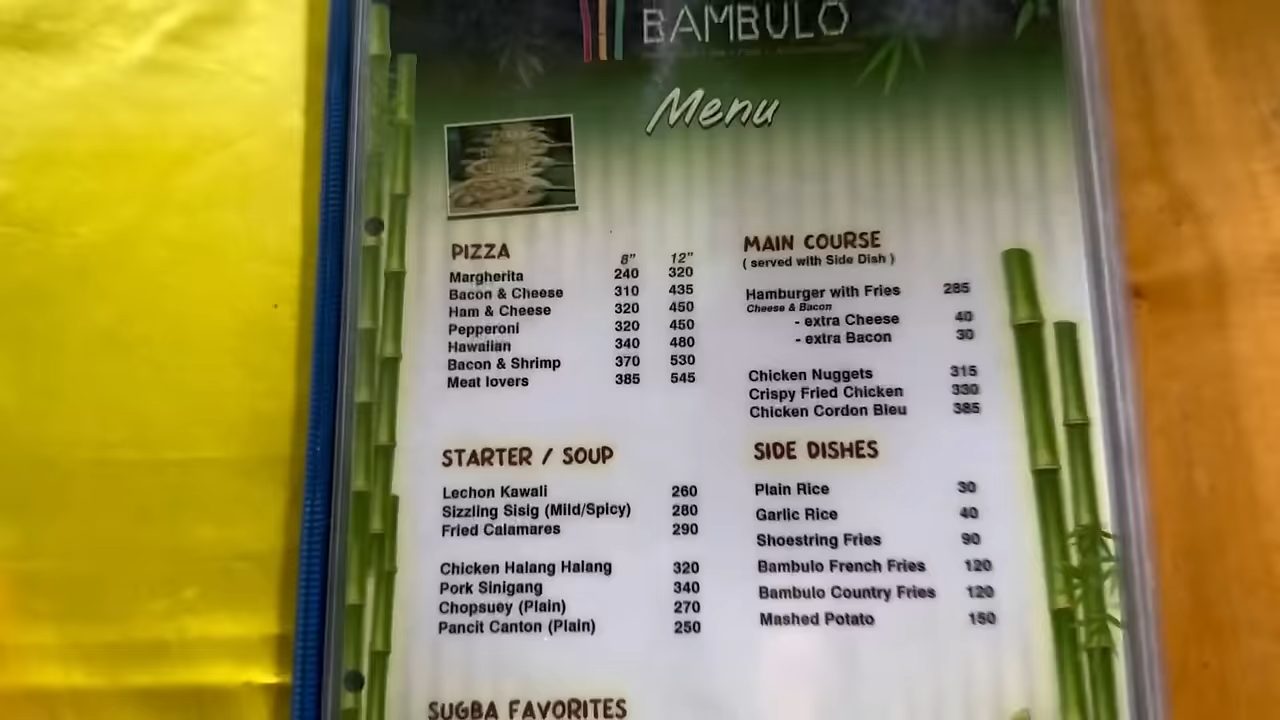 BAMBULO
Menu
PIZZA
8" 12"
Margherita 240 320
Bacon & Cheese 310 435
Ham & Cheese 320 450
Pepperoni 320 450
Hawaiian 340 480
Bacon & Shrimp 370 530
Meat lovers 385 545
STARTER / SOUP
Lechon Kawali 260
Sizzling Sisig (Mild/Spicy) 280
Fried Calamares 290
Chicken Halang Halang 320
Pork Sinigang 340
Chopsuey (Plain) 270
Pancit Canton (Plain) 250
SUGBA FAVORITES
MAIN COURSE
( served with Side Dish )
Hamburger with Fries 285
Cheese & Bacon
- extra Cheese 40
- extra Bacon 30
Chicken Nuggets 315
Crispy Fried Chicken 330
Chicken Cordon Bleu 385
SIDE DISHES
Plain Rice 30
Garlic Rice 40
Shoestring Fries 90
Bambulo French Fries 120
Bambulo Country Fries 120
Mashed Potato 150